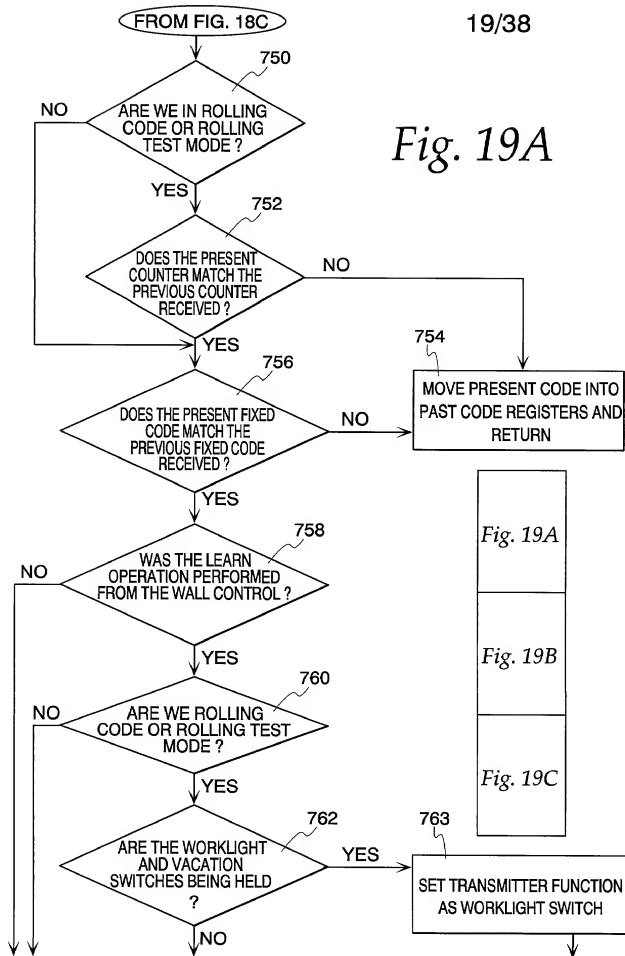 FROM FIG. 18C
19/38
750
ARE WE IN ROLLING
CODE OR ROLLING
TEST MODE ?
NO
Fig. 19A
YES
752
DOES THE PRESENT
COUNTER MATCH THE
PREVIOUS COUNTER
RECEIVED ?
NO
YES
754
MOVE PRESENT CODE INTO
PAST CODE REGISTERS AND
RETURN
756
DOES THE PRESENT FIXED
CODE MATCH THE
PREVIOUS FIXED CODE
RECEIVED ?
NO
YES
Fig. 19A
Fig. 19B
Fig. 19C
758
WAS THE LEARN
OPERATION PERFORMED
FROM THE WALL CONTROL ?
NO
YES
760
ARE WE ROLLING
CODE OR ROLLING TEST
MODE ?
NO
YES
762
ARE THE WORKLIGHT
AND VACATION
SWITCHES BEING HELD
?
YES
NO
763
SET TRANSMITTER FUNCTION
AS WORKLIGHT SWITCH